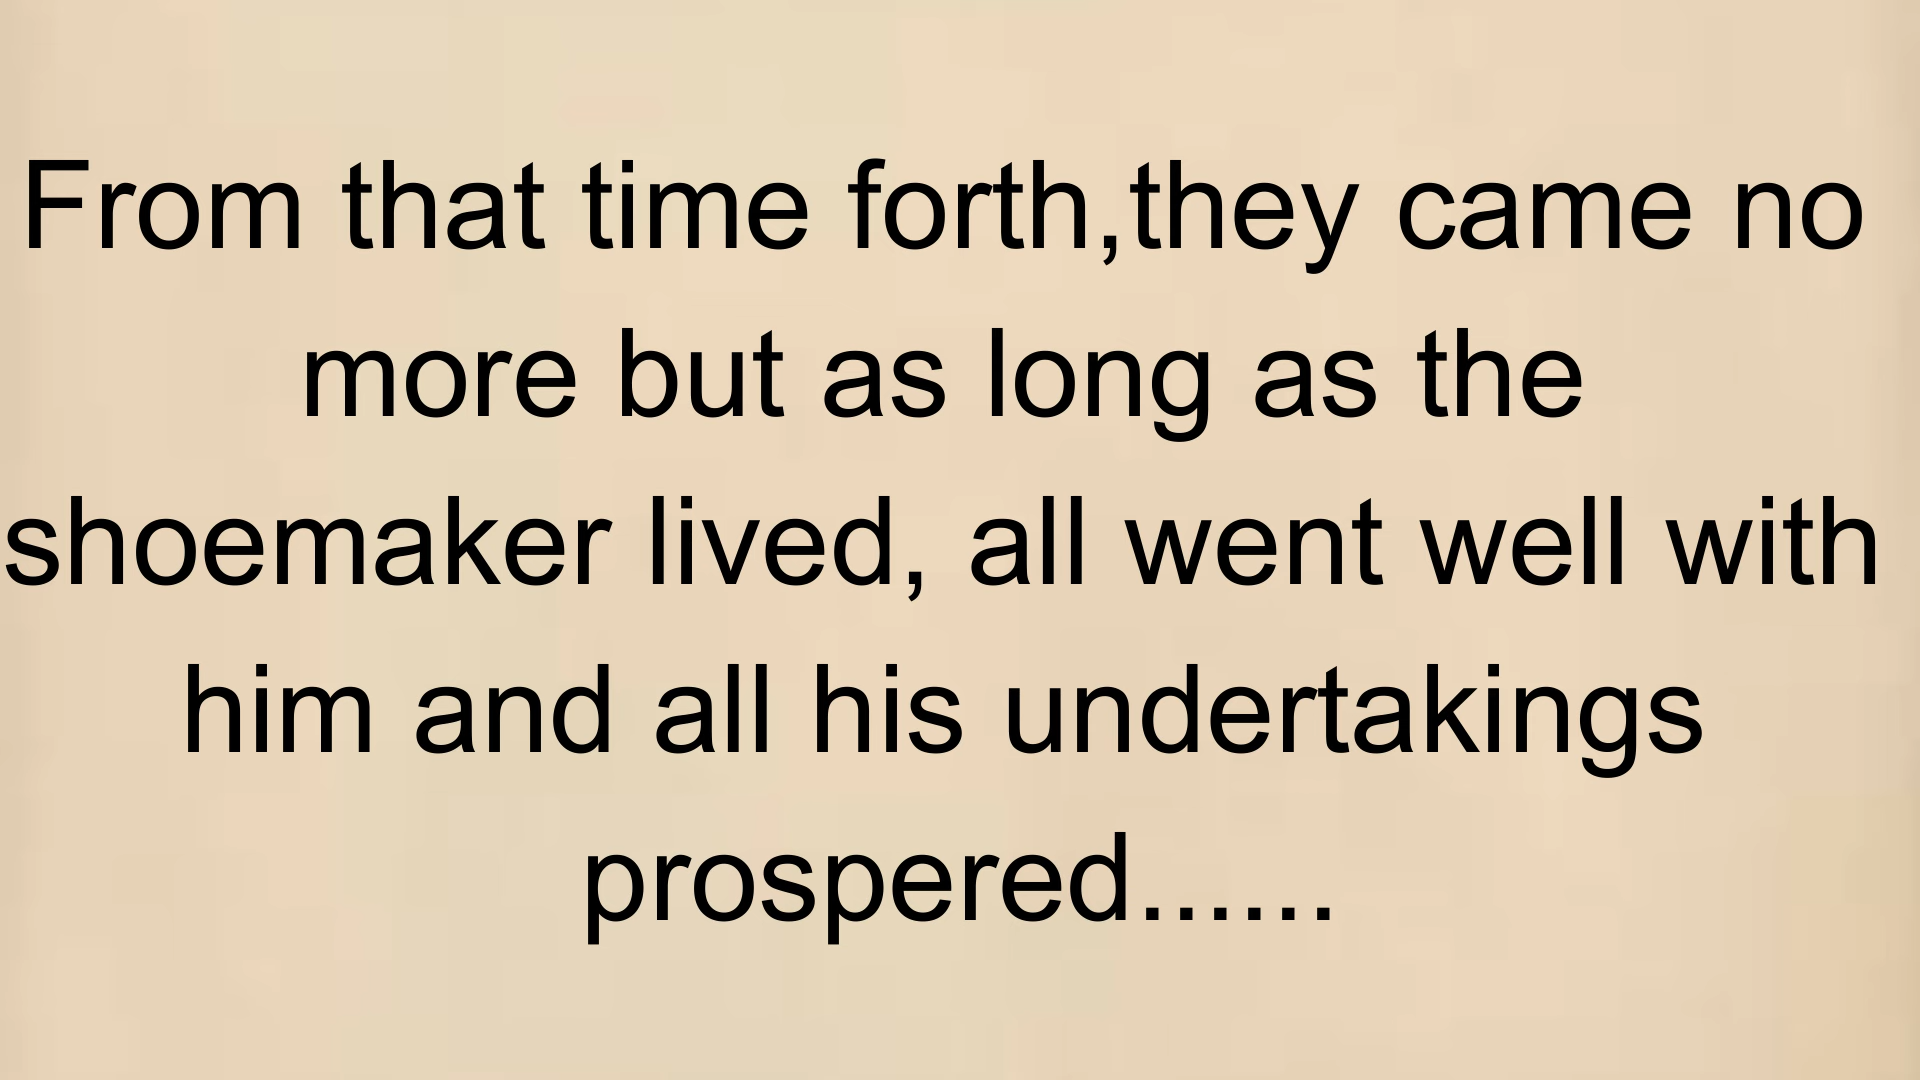 From that time forth,they came no
more but as long as the
shoemaker lived, all went well with
him and all his undertakings
prospered......